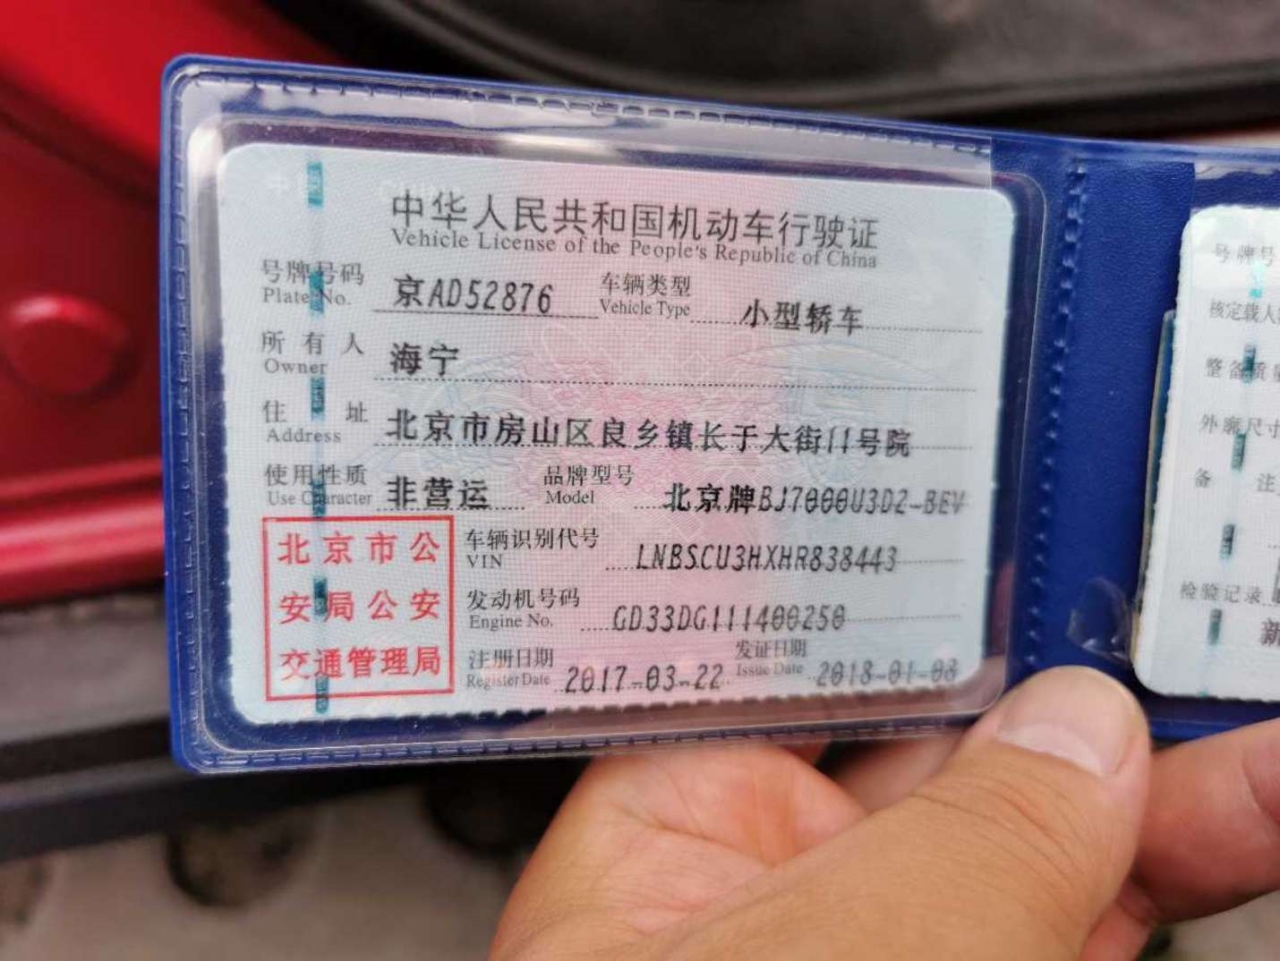 中华人民共和国机动车行驶证
Vehicle License of the People's Republic of China
号牌号码 京AD52876 车辆类型 小型轿车
Plate No. Vehicle Type
所有人 海宁
Owner
住址 北京市房山区良乡镇长于大街11号院
Address
使用性质 非营运 品牌型号 北京牌BJ7000U3D2-BEV
Use Character Model
北京市公 车辆识别代号 LNBSCU3HXHR838443
VIN
安局公安 发动机号码 GD33DG111400250
Engine No.
交通管理局 注册日期 2017-03-22 发证日期 2018-01-08
Register Date Issue Date
号牌号
核定载人
整备质量
外廓尺寸
备注
检验记录
新